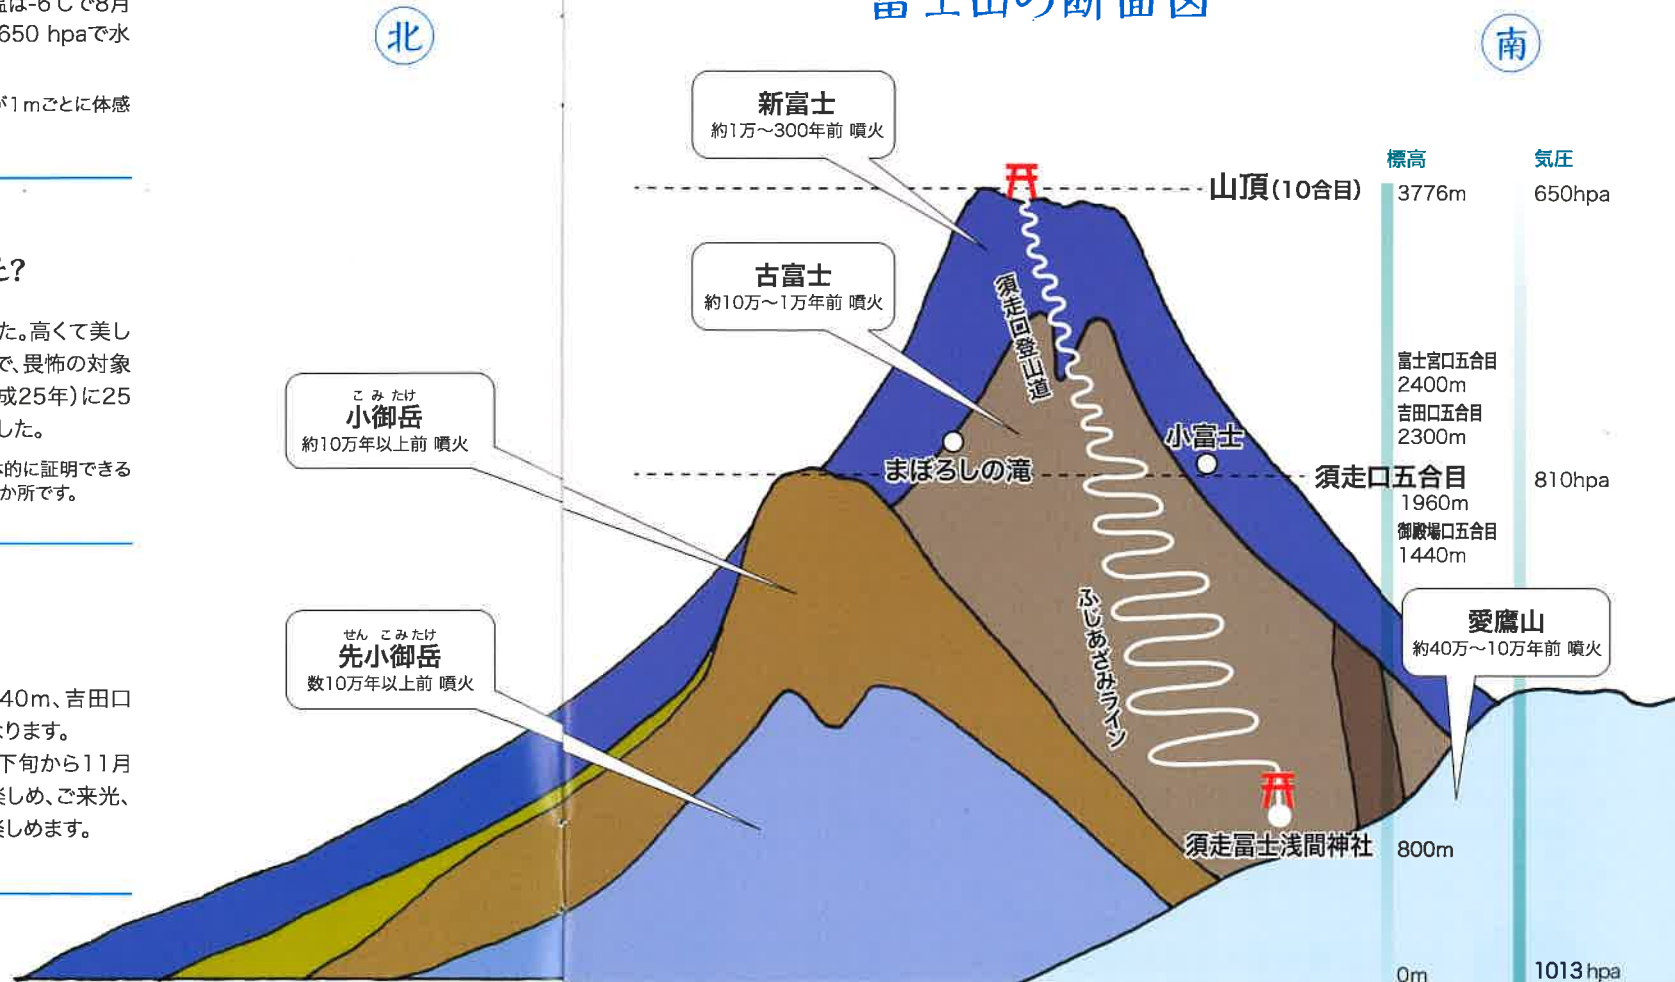 650 hpaで水
が1mごとに体感
た?
た。高くて美し
で、畏怖の対象
成25年)に25
した。
体的に証明できる
か所です。
40m、吉田口
なります。
下旬から11月
楽しめ、ご来光、
楽しめます。
富士山の断面図
北
南
新富士
約1万～300年前 噴火
古富士
約10万～1万年前 噴火
こ み たけ
小御岳
約10万年以上前 噴火
せん こ み たけ
先小御岳
数10万年以上前 噴火
山頂(10合目)
須走口登山道
まぼろしの滝
小富士
須走口五合目
ふじあざみライン
須走冨士浅間神社
愛鷹山
約40万～10万年前 噴火
標高
3776m
富士宮口五合目
2400m
吉田口五合目
2300m
1960m
御殿場口五合目
1440m
800m
0m
気圧
650hpa
810hpa
1013hpa